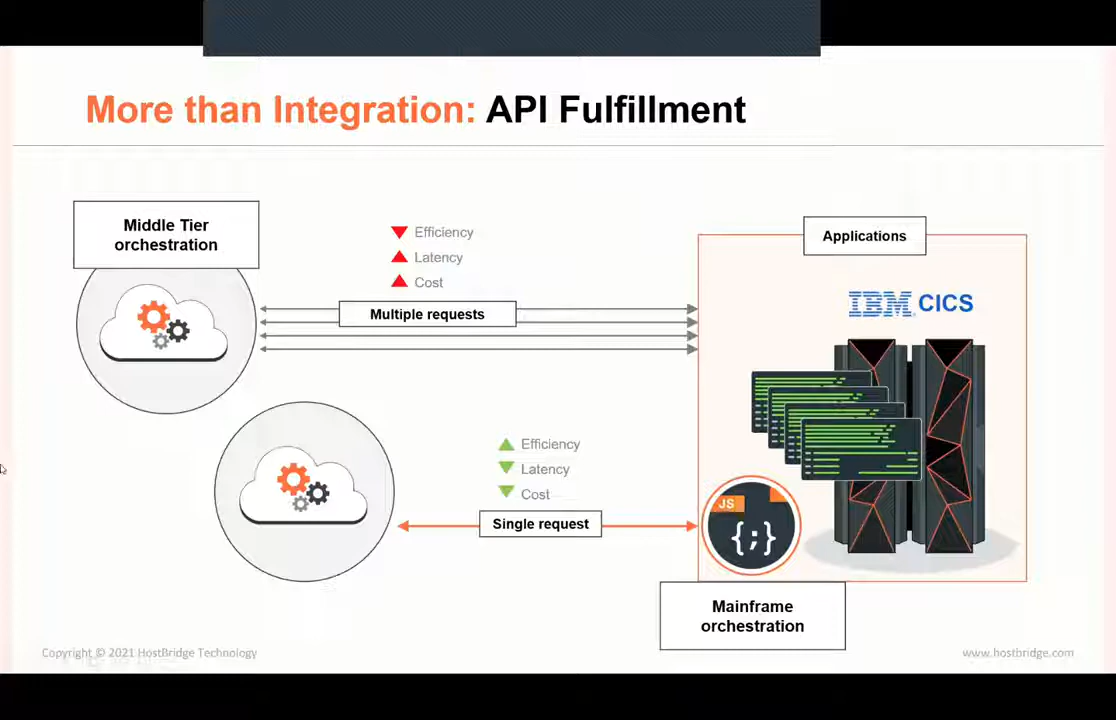 More than Integration: API Fulfillment
Middle Tier
orchestration
Efficiency
Latency
Cost
Multiple requests
Applications
IBM CICS
Efficiency
Latency
Cost
Single request
JS
{;}
Mainframe
orchestration
Copyright © 2021 HostBridge Technology
www.hostbridge.com